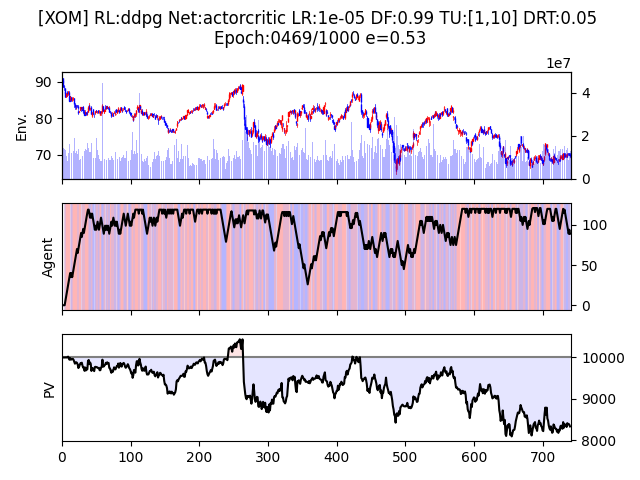 [XOM] RL:ddpg Net:actorcritic LR:1e-05 DF:0.99 TU:[1,10] DRT:0.05
Epoch:0469/1000 e=0.53
1e7
90
80
70
Env.
4
2
0
Agent
100
50
0
PV
10000
9000
8000
0 100 200 300 400 500 600 700